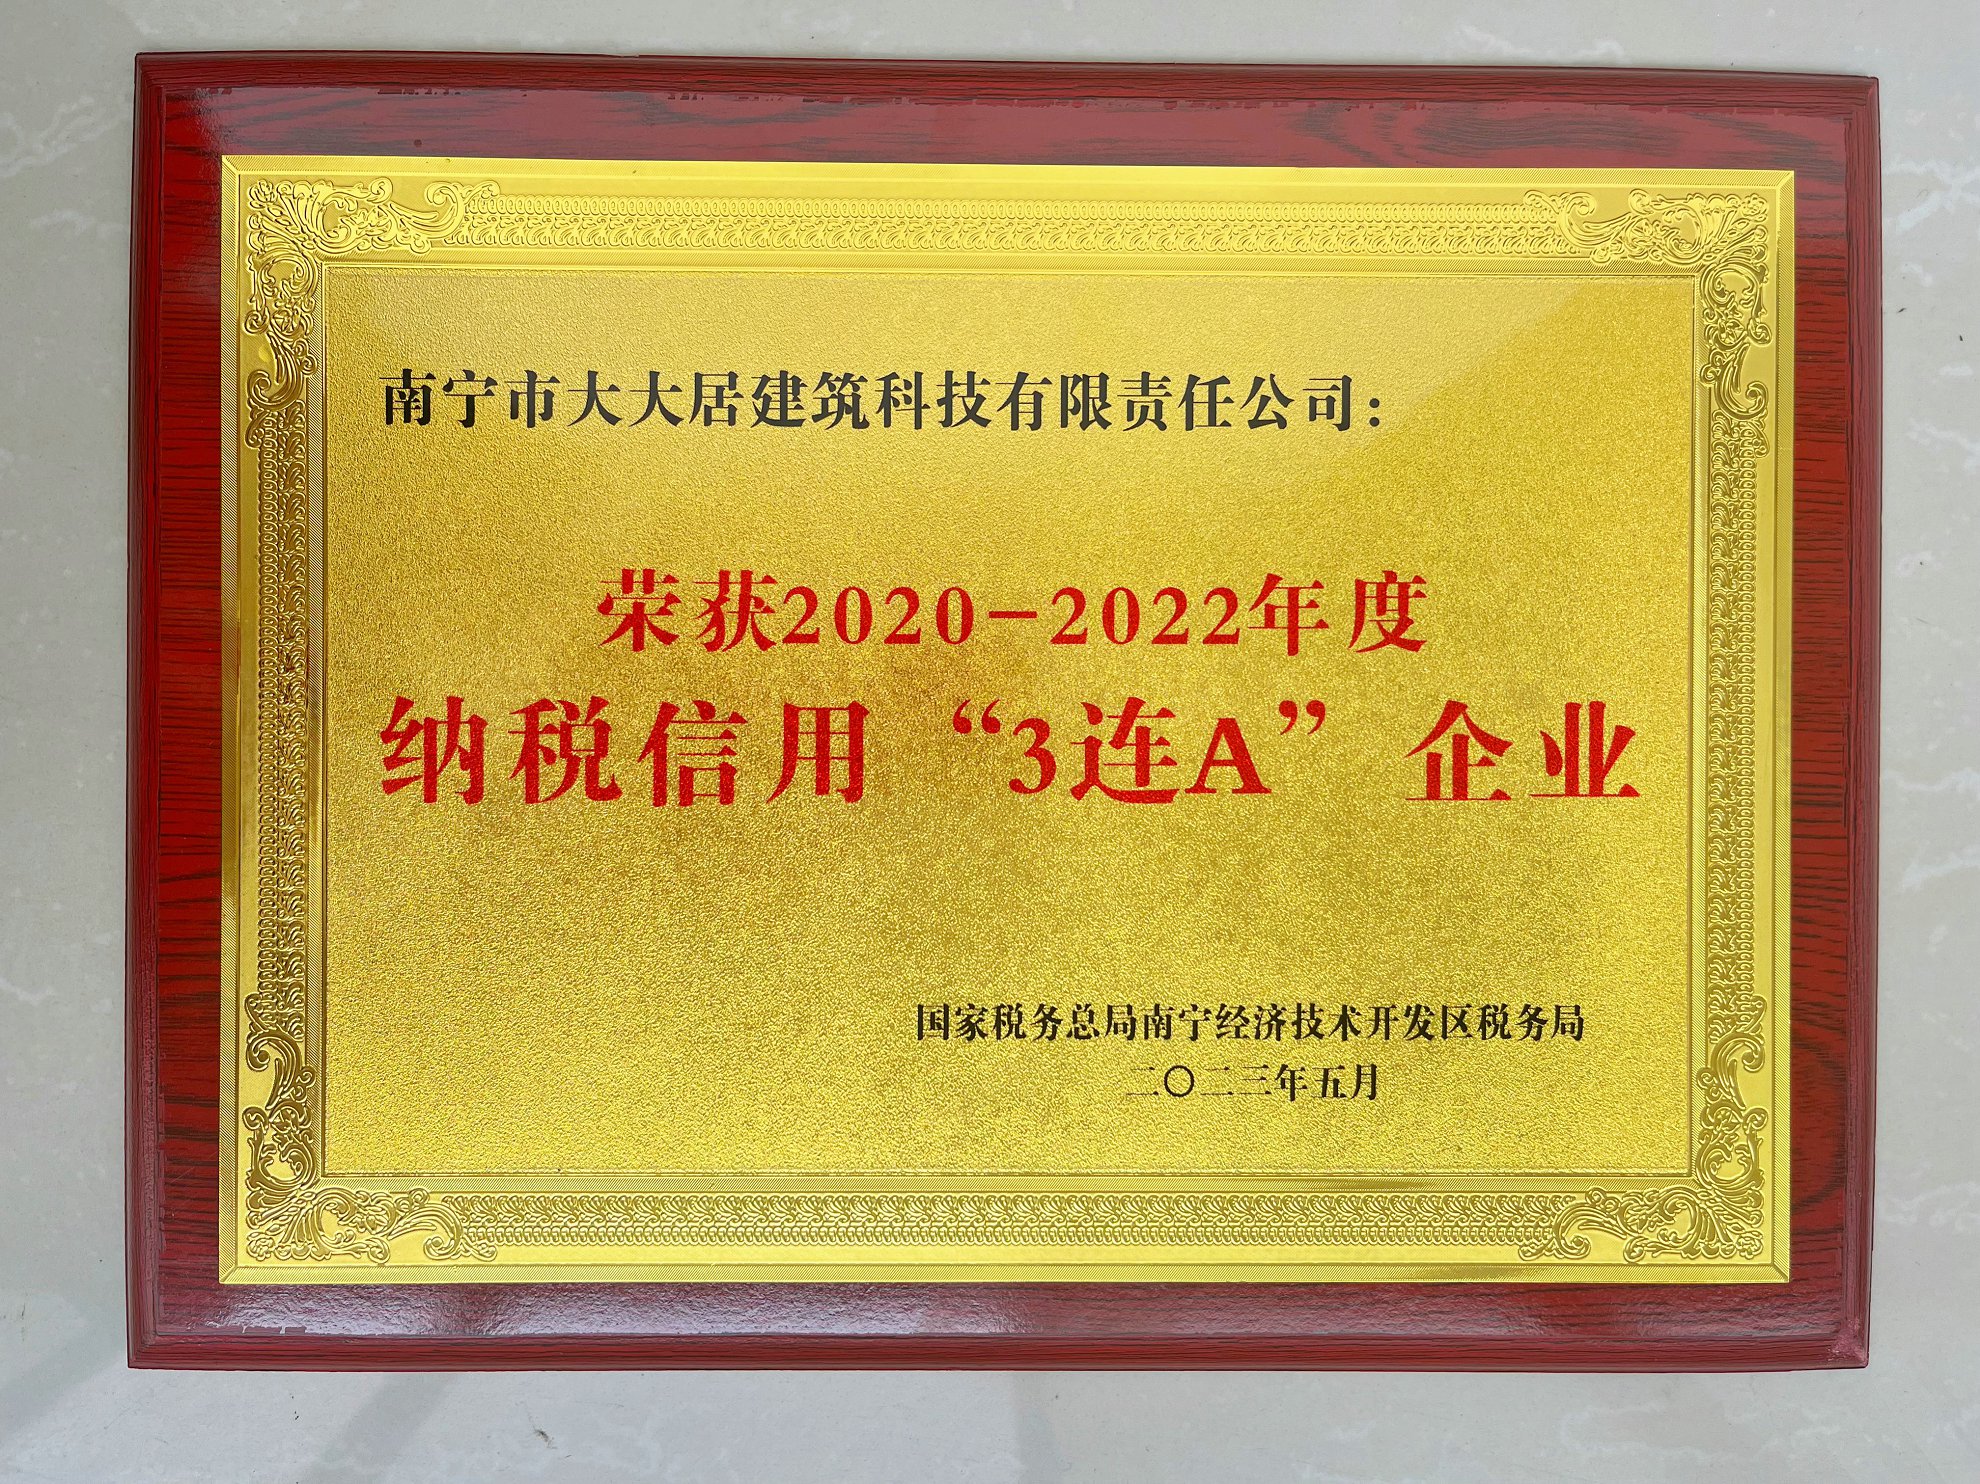 南宁市大大居建筑科技有限责任公司：
荣获2020-2022年度
纳税信用“3连A”企业
国家税务总局南宁经济技术开发区税务局
二〇二三年五月